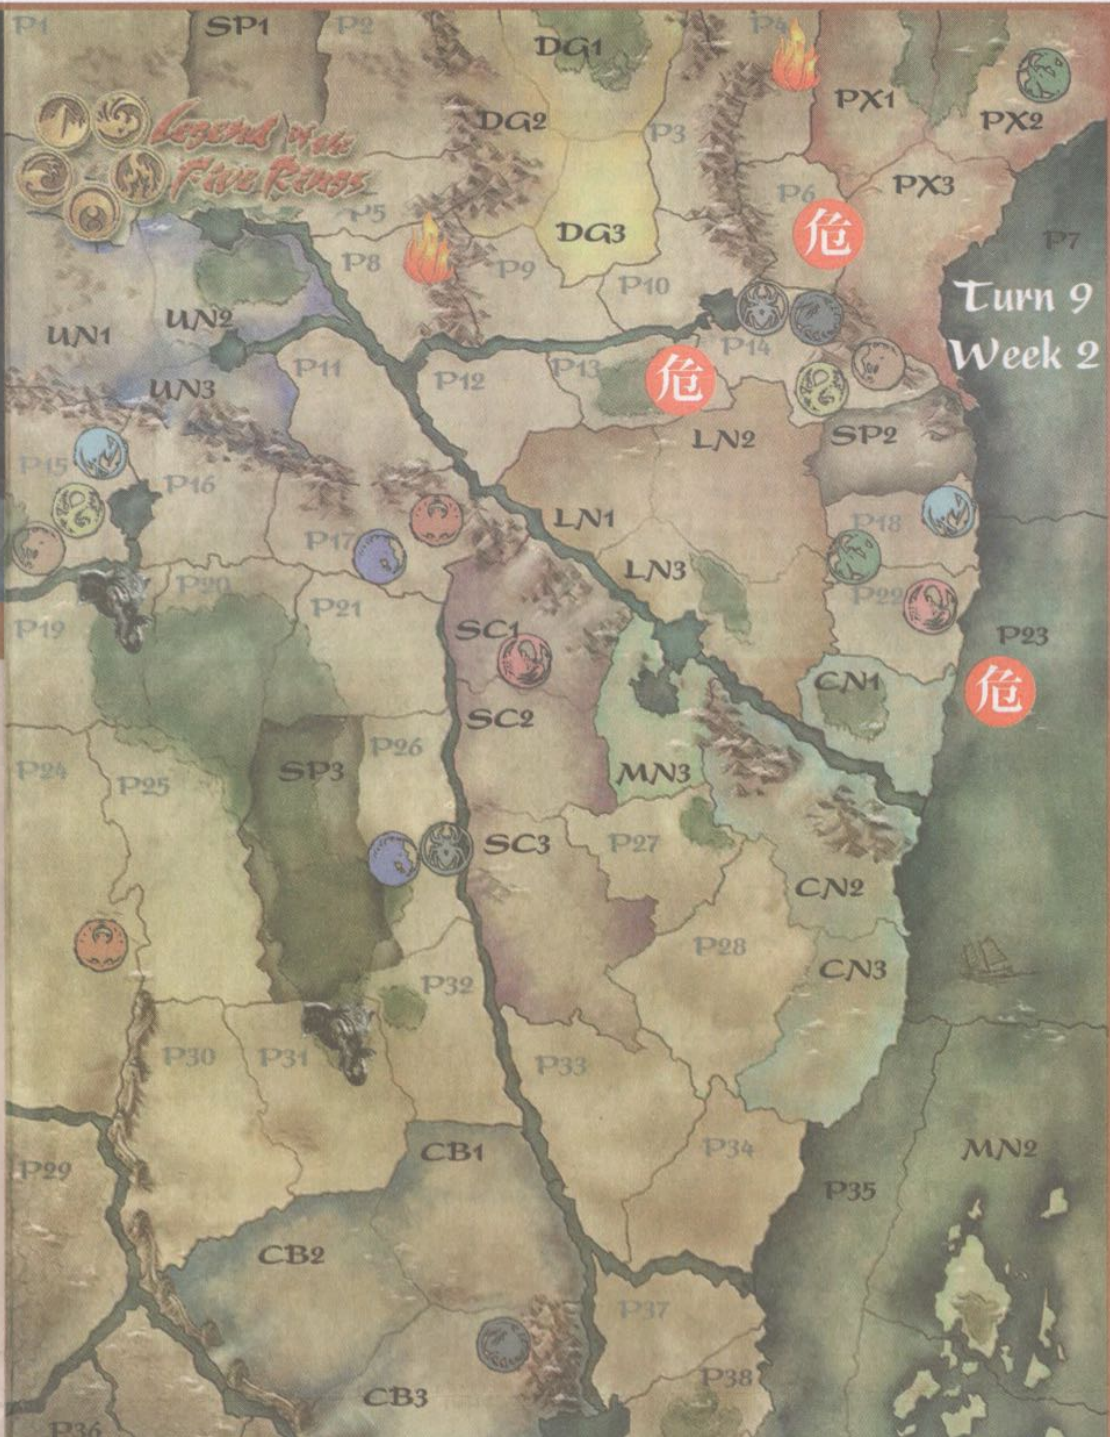 P1
SP1
P2
DG1
P4
PX1
PX2
Legend of the
Five Rings
DG2
P3
PX3
P6
危
P5
DG3
P7
P8
P9
P10
Turn 9
Week 2
UN1
UN2
P14
P11
P12
P13
危
UN3
LN2
SP2
P15
P16
LN1
P18
P17
LN3
P20
P21
P22
P19
SC1
P23
危
CN1
SC2
P26
P24
P25
SP3
MN3
SC3
P27
CN2
P28
CN3
P32
P30
P31
P33
CB1
P34
MN2
P29
P35
CB2
P37
CB3
P38
P36